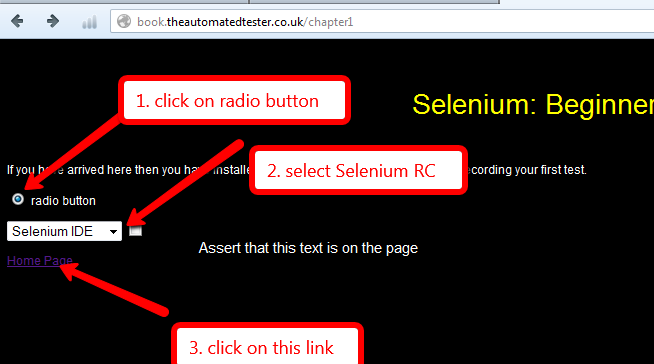 book.theautomatedtester.co.uk/chapter1
1. click on radio button
Selenium: Beginner
If you have arrived here then you have installe
ecording your first test.
2. select Selenium RC
radio button
Selenium IDE
Assert that this text is on the page
Home Page
3. click on this link